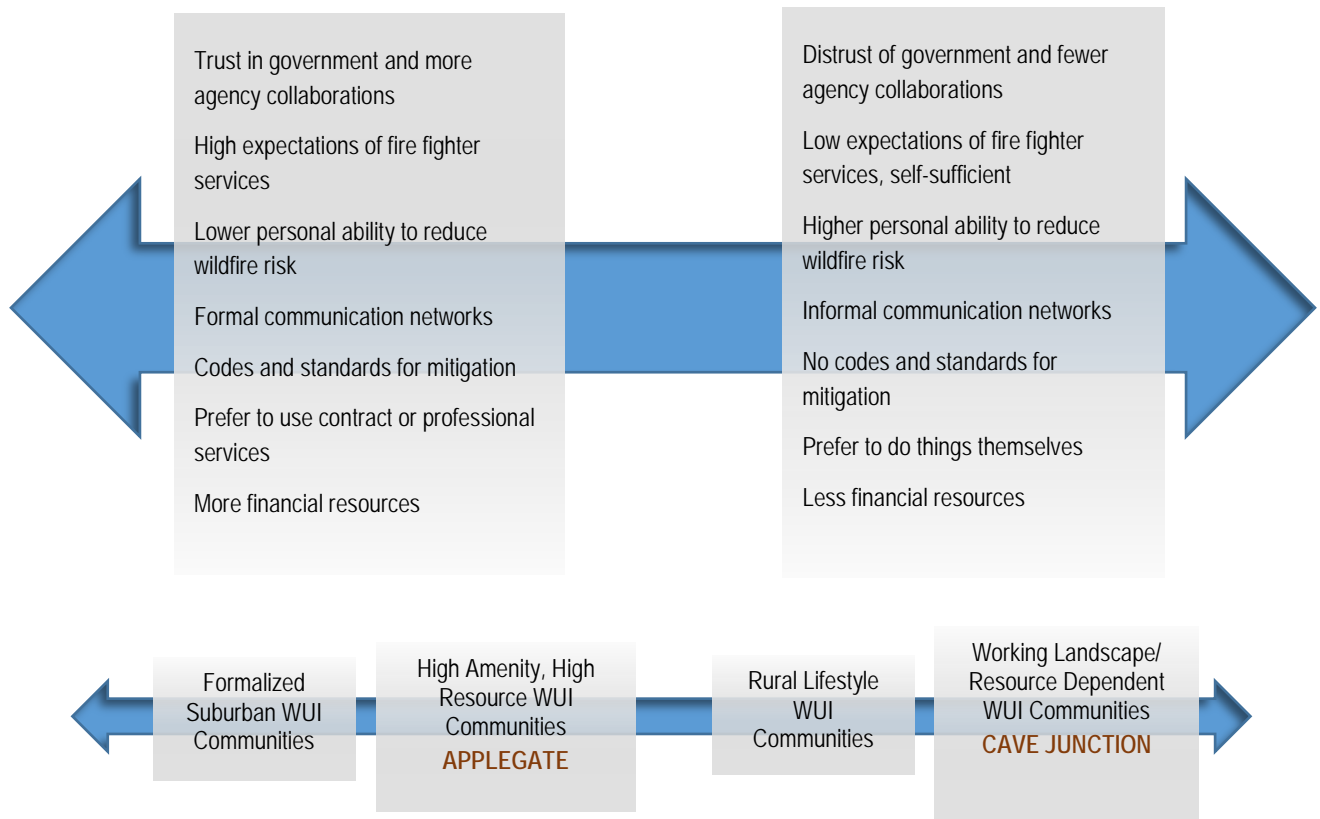 Trust in government and more
agency collaborations
High expectations of fire fighter
services
Lower personal ability to reduce
wildfire risk
Formal communication networks
Codes and standards for mitigation
Prefer to use contract or professional
services
More financial resources
Distrust of government and fewer
agency collaborations
Low expectations of fire fighter
services, self-sufficient
Higher personal ability to reduce
wildfire risk
Informal communication networks
No codes and standards for
mitigation
Prefer to do things themselves
Less financial resources
Formalized
Suburban WUI
Communities
High Amenity, High
Resource WUI
Communities
APPLEGATE
Rural Lifestyle
WUI
Communities
Working Landscape/
Resource Dependent
WUI Communities
CAVE JUNCTION